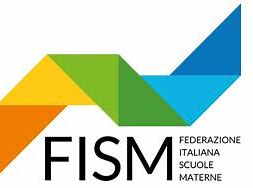 FISM
FEDERAZIONE
ITALIANA
SCUOLE
MATERNE